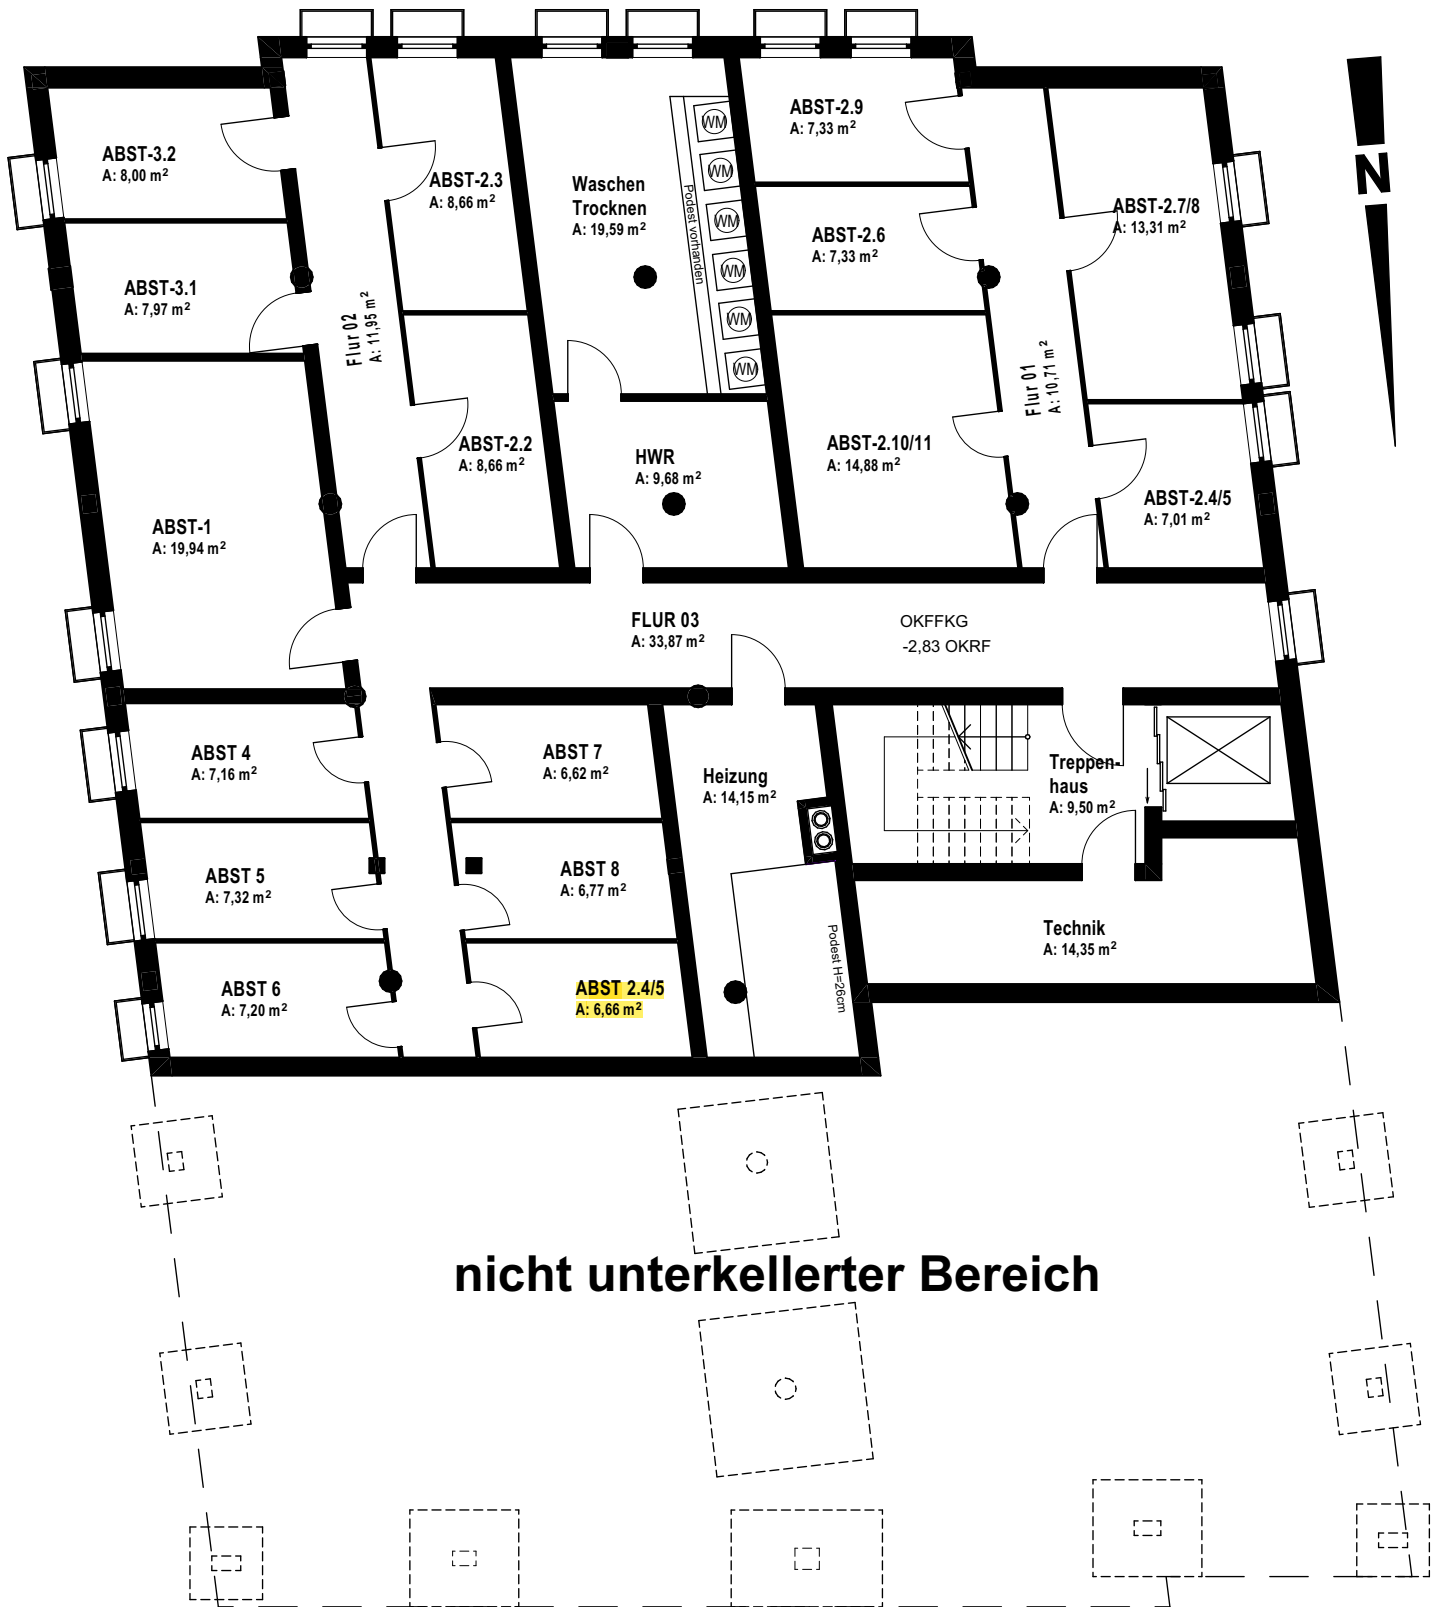 ABST-3.2
A: 8,00 m²
ABST-2.3
A: 8,66 m²
Waschen
Trocknen
A: 19,59 m²
Podest vorhanden
WM
WM
WM
WM
WM
WM
ABST-2.9
A: 7,33 m²
ABST-2.6
A: 7,33 m²
ABST-2.7/8
A: 13,31 m²
N
ABST-3.1
A: 7,97 m²
Flur 02
A: 11,95 m²
Flur 01
A: 10,71 m²
ABST-2.2
A: 8,66 m²
HWR
A: 9,68 m²
ABST-2.10/11
A: 14,88 m²
ABST-2.4/5
A: 7,01 m²
ABST-1
A: 19,94 m²
FLUR 03
A: 33,87 m²
OKFFKG
-2,83 OKRF
ABST 4
A: 7,16 m²
ABST 7
A: 6,62 m²
Heizung
A: 14,15 m²
Treppen-
haus
A: 9,50 m²
ABST 5
A: 7,32 m²
ABST 8
A: 6,77 m²
Technik
A: 14,35 m²
Podest H=26cm
ABST 6
A: 7,20 m²
ABST 2.4/5
A: 6,66 m²
nicht unterkellerter Bereich